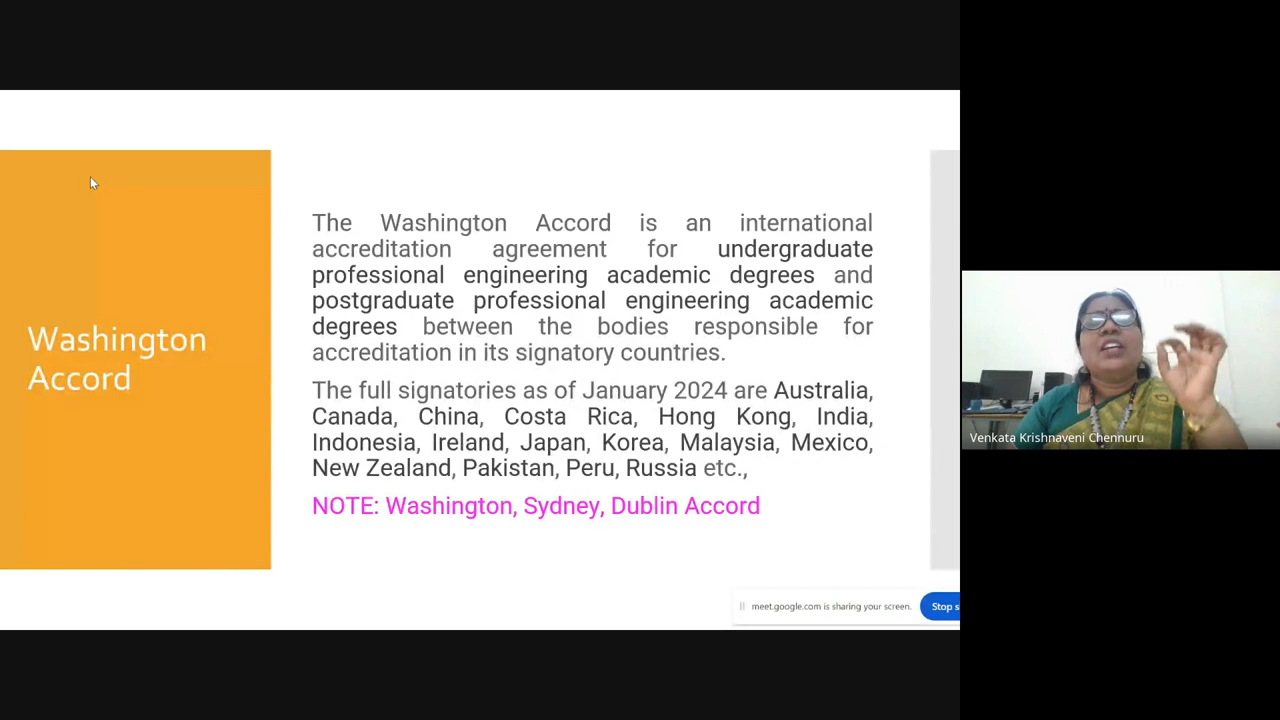 Washington
Accord
The Washington Accord is an international
accreditation agreement for undergraduate
professional engineering academic degrees and
postgraduate professional engineering academic
degrees between the bodies responsible for
accreditation in its signatory countries.
The full signatories as of January 2024 are Australia,
Canada, China, Costa Rica, Hong Kong, India,
Indonesia, Ireland, Japan, Korea, Malaysia, Mexico,
New Zealand, Pakistan, Peru, Russia etc.,
NOTE: Washington, Sydney, Dublin Accord
meet.google.com is sharing your screen.
Stop s
Venkata Krishnaveni Chennuru